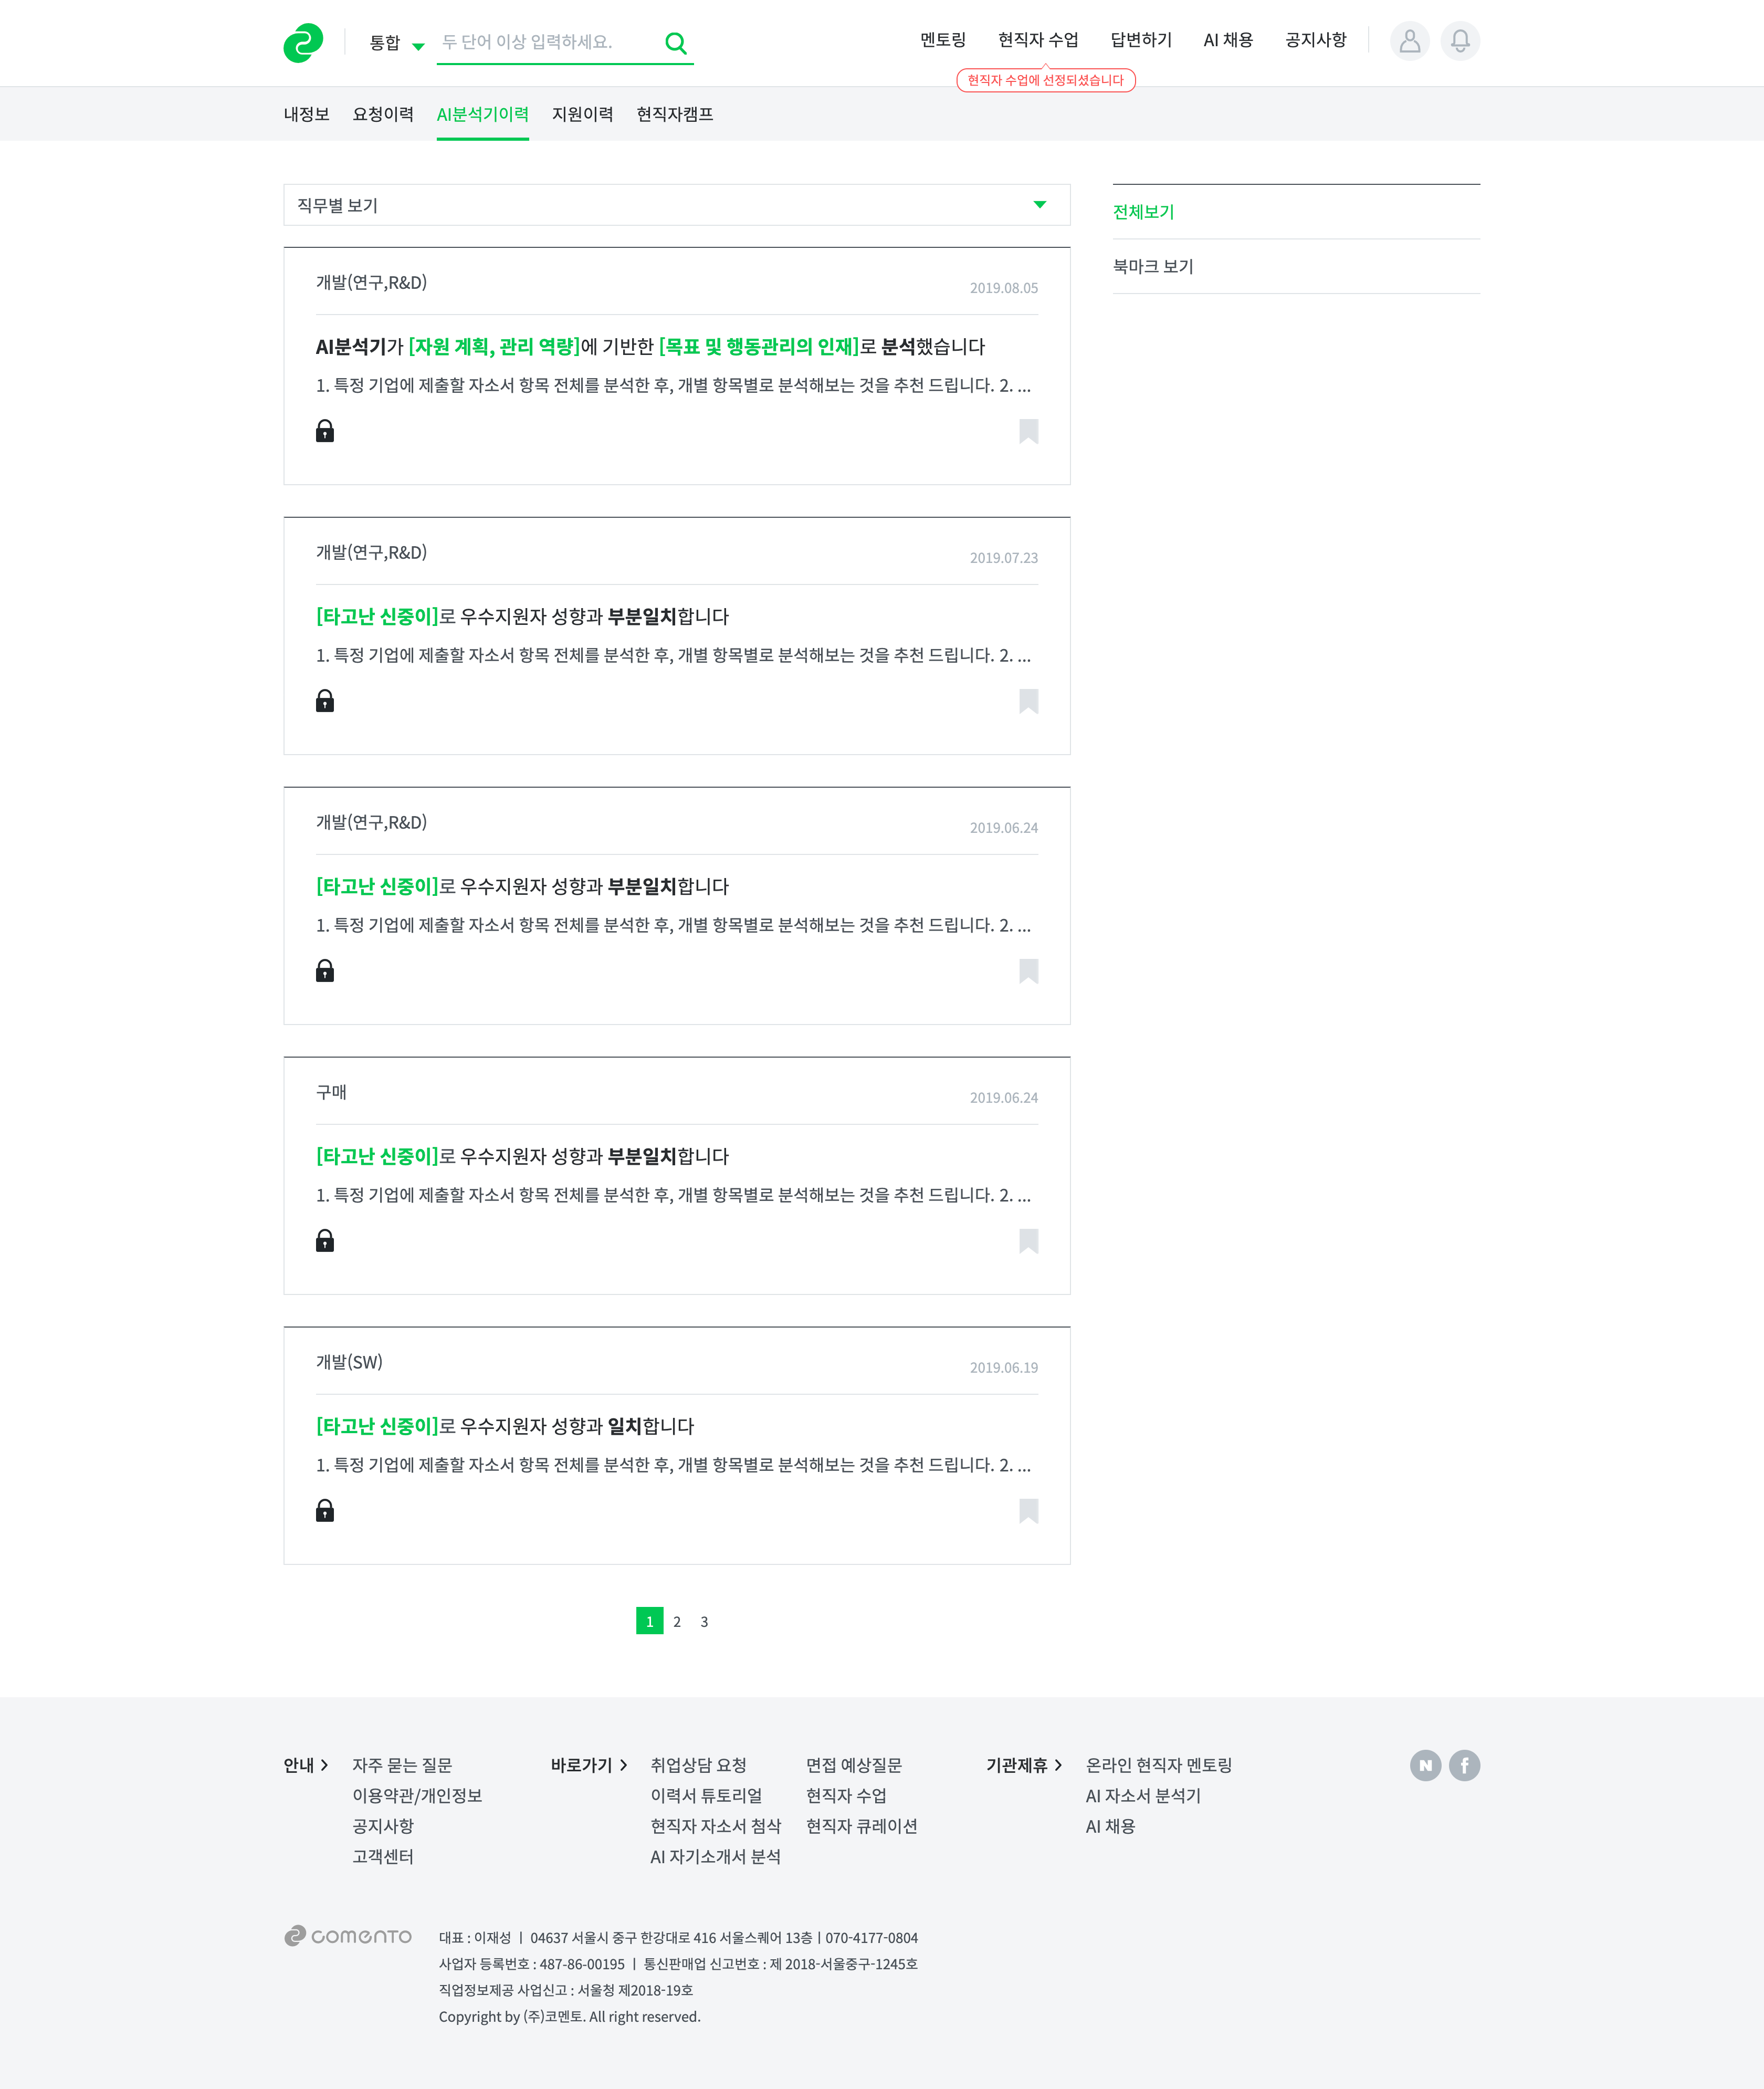 통합
두 단어 이상 입력하세요.
멘토링 현직자 수업 답변하기 AI 채용 공지사항
현직자 수업에 선정되셨습니다
내정보 요청이력 AI분석기이력 지원이력 현직자캠프
직무별 보기
전체보기
북마크 보기
개발(연구,R&D)
2019.08.05
AI분석기가 [자원 계획, 관리 역량]에 기반한 [목표 및 행동관리의 인재]로 분석했습니다
1. 특정 기업에 제출할 자소서 항목 전체를 분석한 후, 개별 항목별로 분석해보는 것을 추천 드립니다. 2. ...
개발(연구,R&D)
2019.07.23
[타고난 신중이]로 우수지원자 성향과 부분일치합니다
1. 특정 기업에 제출할 자소서 항목 전체를 분석한 후, 개별 항목별로 분석해보는 것을 추천 드립니다. 2. ...
개발(연구,R&D)
2019.06.24
[타고난 신중이]로 우수지원자 성향과 부분일치합니다
1. 특정 기업에 제출할 자소서 항목 전체를 분석한 후, 개별 항목별로 분석해보는 것을 추천 드립니다. 2. ...
구매
2019.06.24
[타고난 신중이]로 우수지원자 성향과 부분일치합니다
1. 특정 기업에 제출할 자소서 항목 전체를 분석한 후, 개별 항목별로 분석해보는 것을 추천 드립니다. 2. ...
개발(SW)
2019.06.19
[타고난 신중이]로 우수지원자 성향과 일치합니다
1. 특정 기업에 제출할 자소서 항목 전체를 분석한 후, 개별 항목별로 분석해보는 것을 추천 드립니다. 2. ...
1 2 3
안내
자주 묻는 질문
이용약관/개인정보
공지사항
고객센터
바로가기
취업상담 요청
이력서 튜토리얼
현직자 자소서 첨삭
AI 자기소개서 분석
면접 예상질문
현직자 수업
현직자 큐레이션
기관제휴
온라인 현직자 멘토링
AI 자소서 분석기
AI 채용
N f
comento
대표 : 이재성 ㅣ 04637 서울시 중구 한강대로 416 서울스퀘어 13층ㅣ070-4177-0804
사업자 등록번호 : 487-86-00195 ㅣ 통신판매업 신고번호 : 제 2018-서울중구-1245호
직업정보제공 사업신고 : 서울청 제2018-19호
Copyright by (주)코멘토. All right reserved.